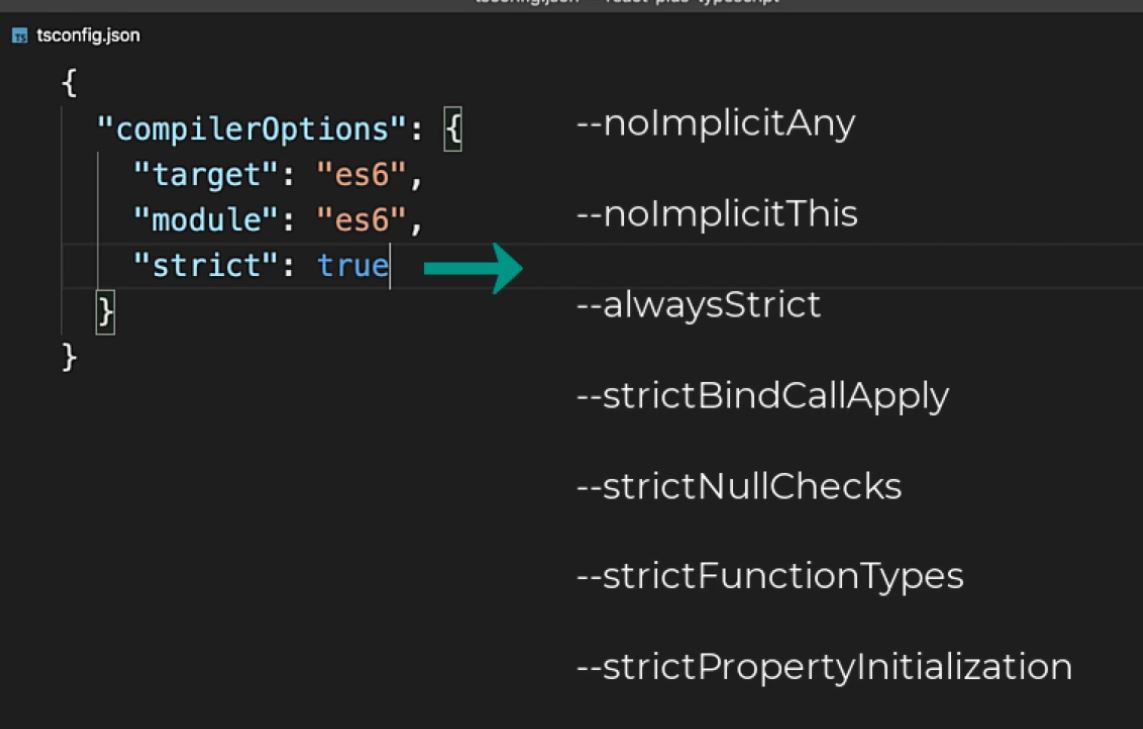 tsconfig.json — react-plus-typescript
TS tsconfig.json
{
"compilerOptions": {
"target": "es6",
"module": "es6",
"strict": true
}
}
--noImplicitAny
--noImplicitThis
--alwaysStrict
--strictBindCallApply
--strictNullChecks
--strictFunctionTypes
--strictPropertyInitialization